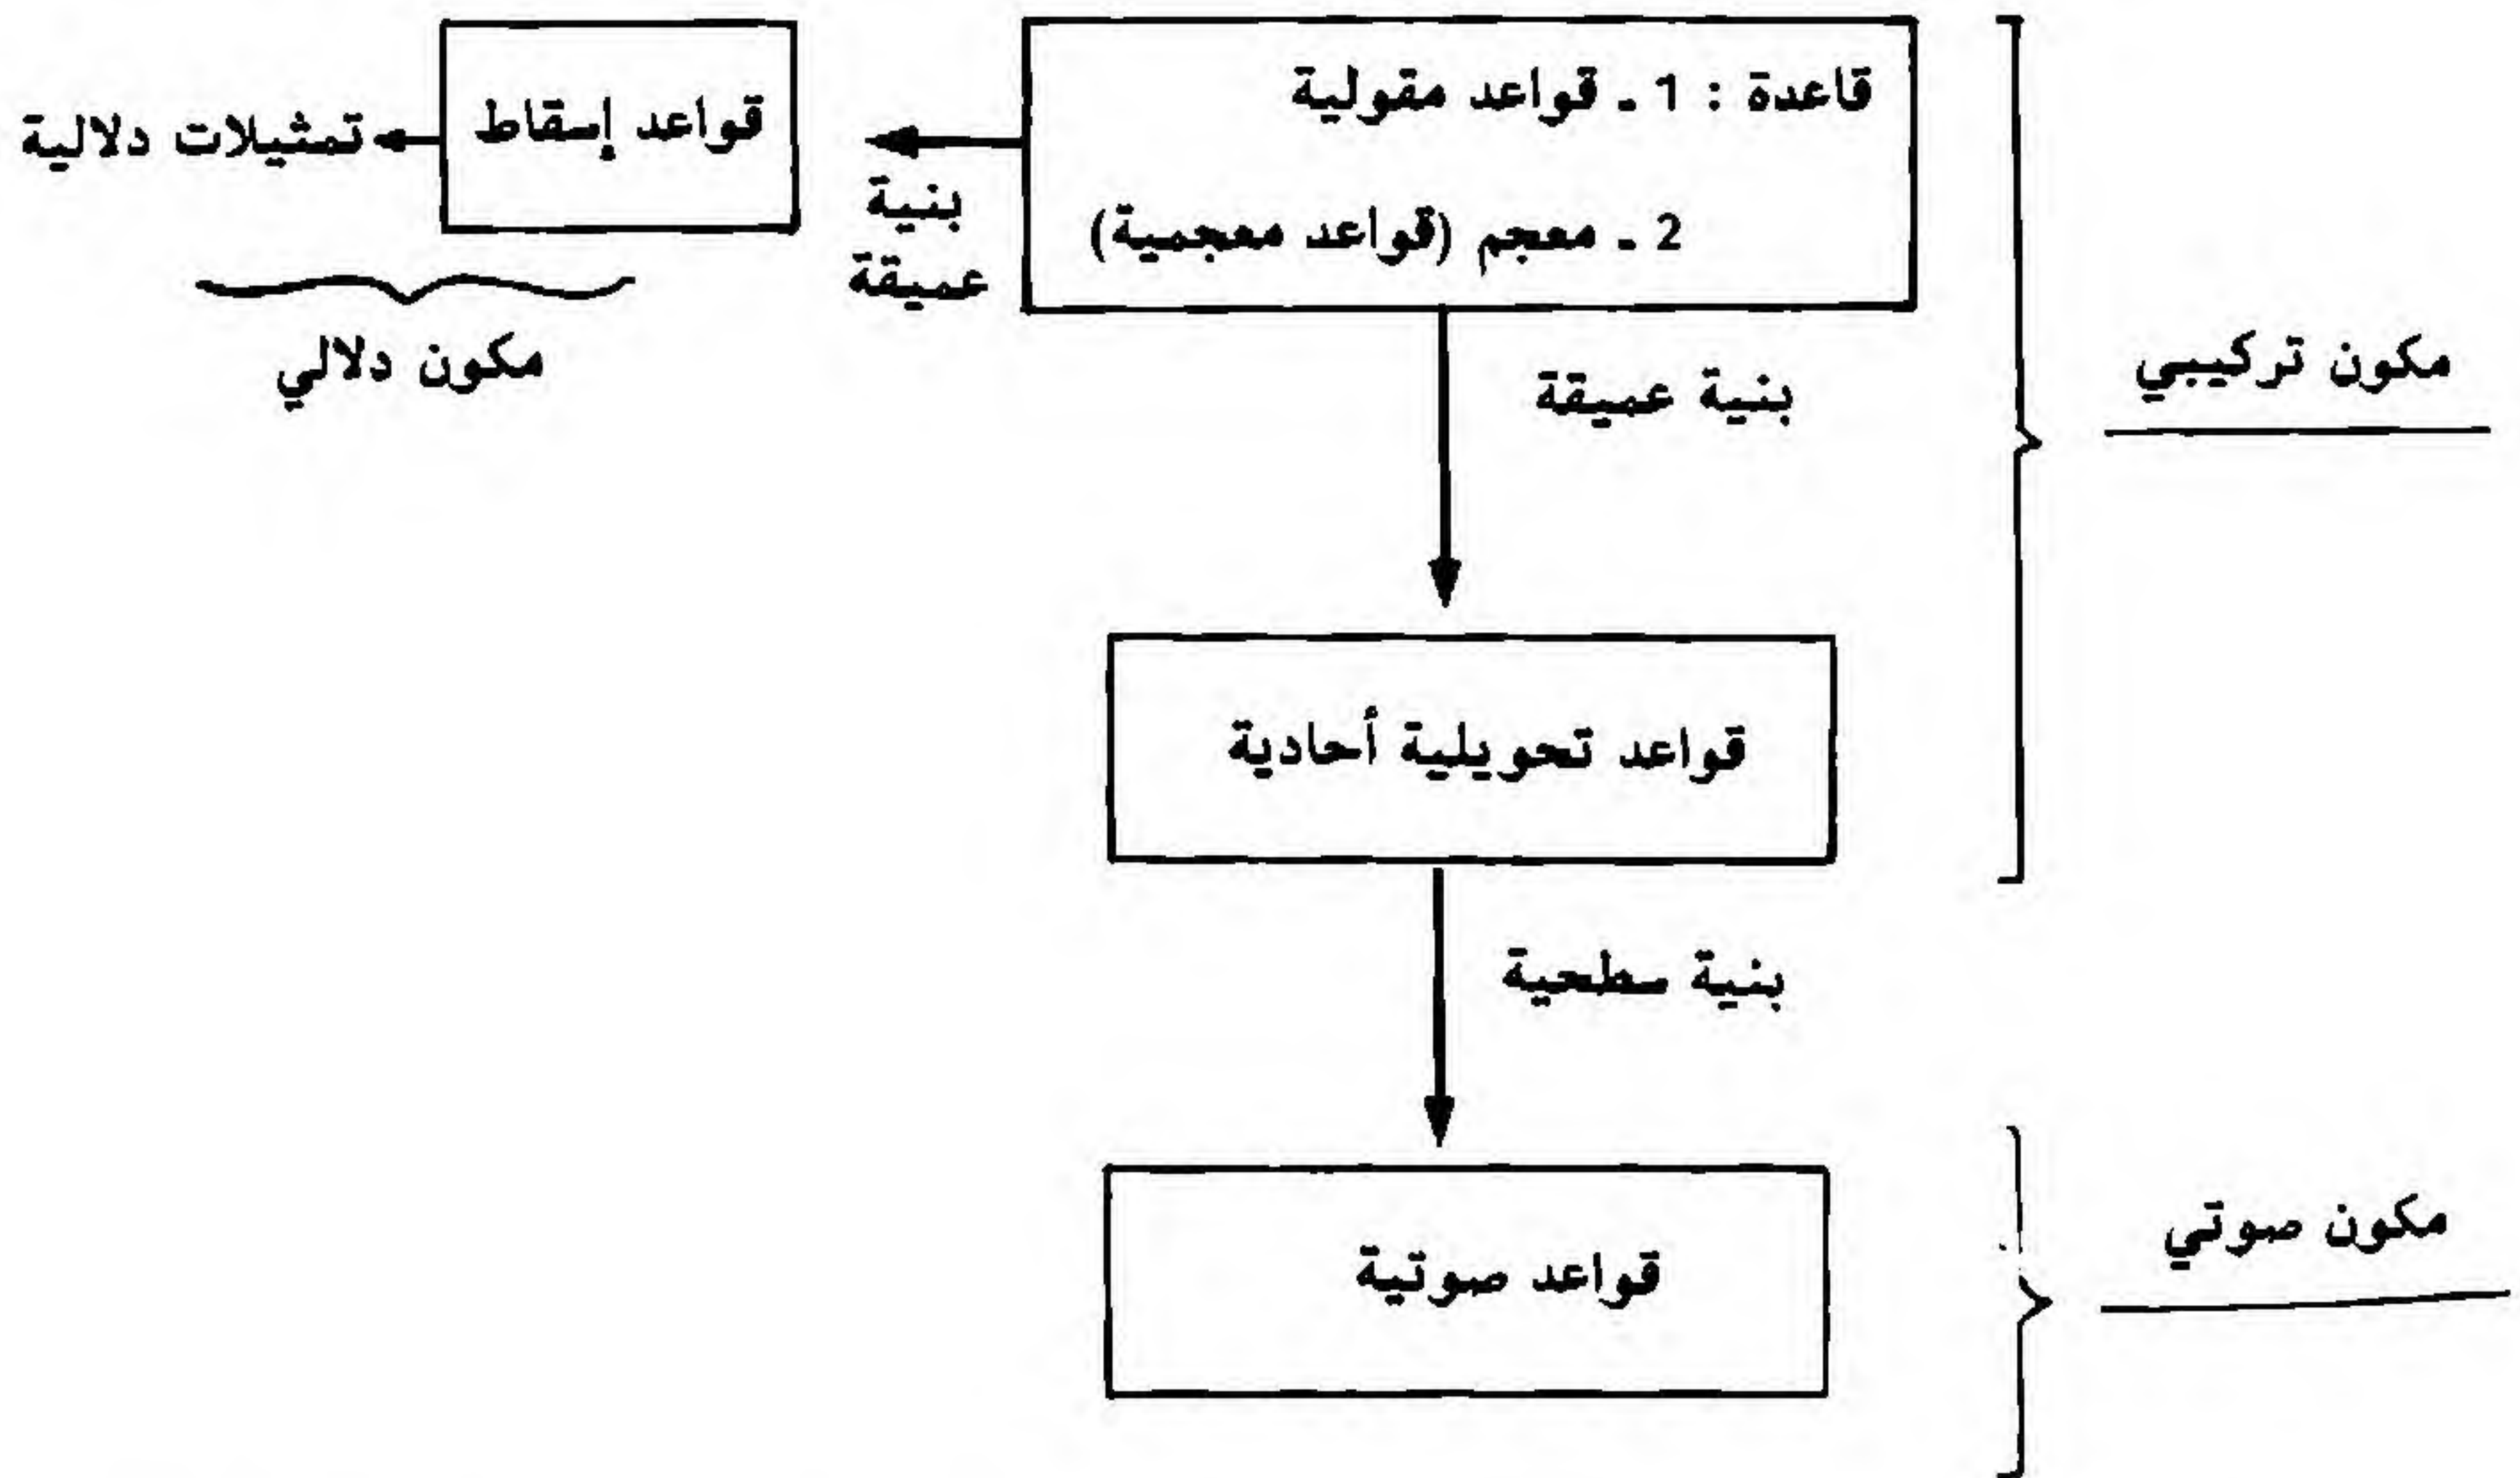 قاعدة : 1 - قواعد مقولية
2 - معجم (قواعد معجمية)
بنية
عميقة
قواعد إسقاط
تمثيلات دلالية
مكون دلالي
مكون تركيبي
بنية عميقة
قواعد تحويلية أحادية
بنية سطحية
مكون صوتي
قواعد صوتية